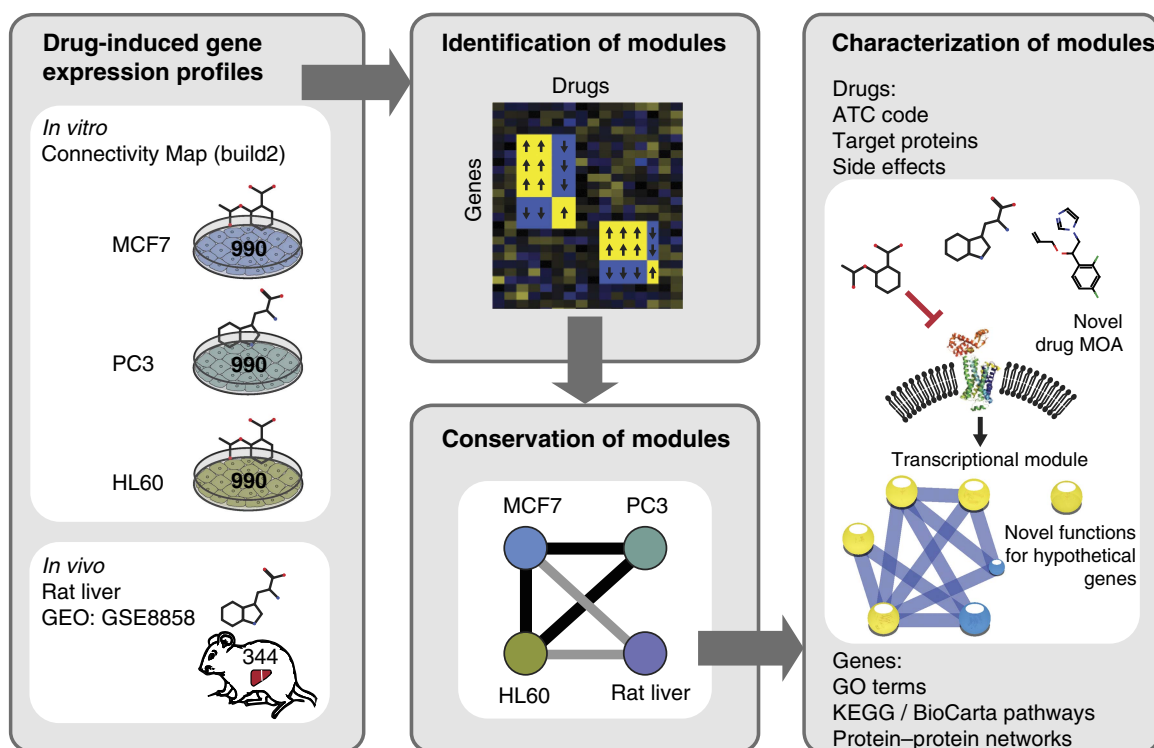 Drug-induced gene
expression profiles
In vitro
Connectivity Map (build2)
MCF7
990
PC3
990
HL60
990
In vivo
Rat liver
GEO: GSE8858
344
Identification of modules
Drugs
Genes
Conservation of modules
MCF7
PC3
HL60
Rat liver
Characterization of modules
Drugs:
ATC code
Target proteins
Side effects
Novel
drug MOA
Transcriptional module
Novel functions
for hypothetical
genes
Genes:
GO terms
KEGG / BioCarta pathways
Protein–protein networks